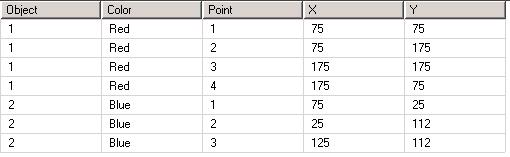 Object Color Point X Y
1 Red 1 75 75
1 Red 2 75 175
1 Red 3 175 175
1 Red 4 175 75
2 Blue 1 75 25
2 Blue 2 25 112
2 Blue 3 125 112